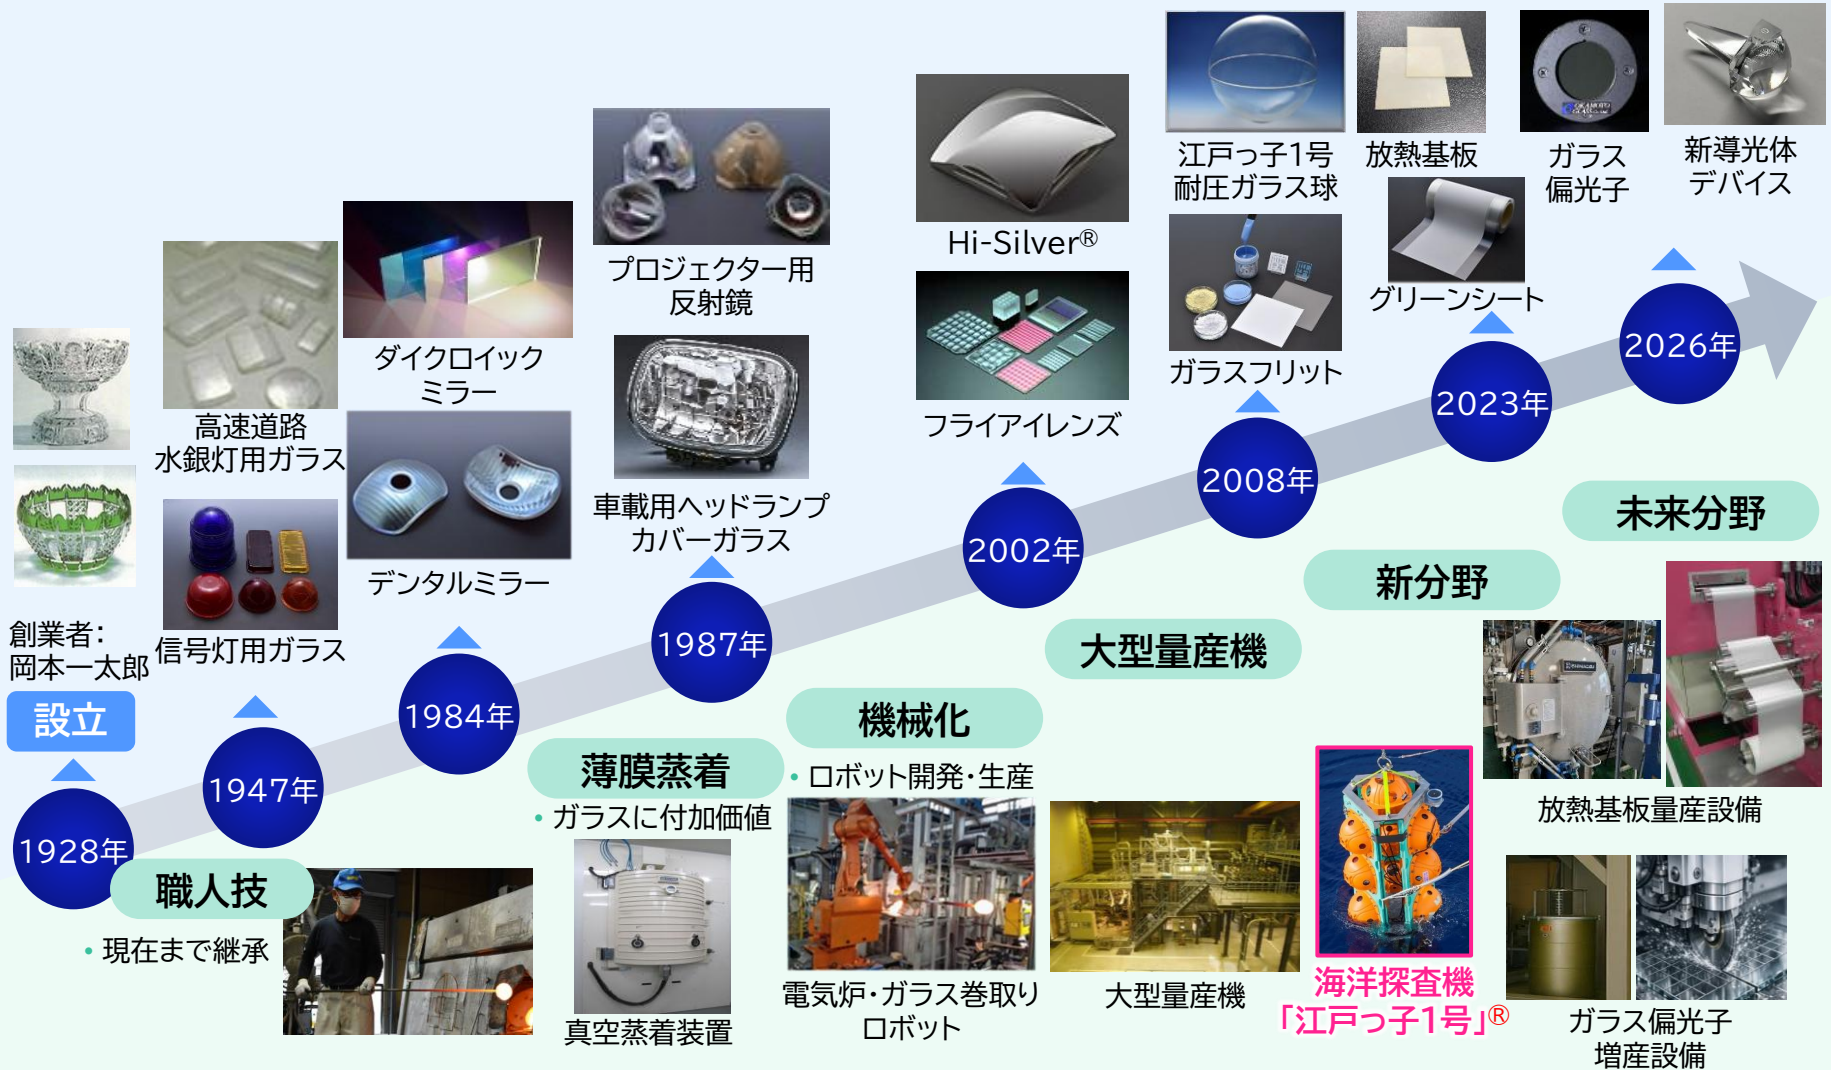 創業者：
岡本一太郎
設立
1928年
高速道路
水銀灯用ガラス
信号灯用ガラス
1947年
職人技
・現在まで継承
ダイクロイック
ミラー
デンタルミラー
1984年
薄膜蒸着
・ガラスに付加価値
真空蒸着装置
プロジェクター用
反射鏡
車載用ヘッドランプ
カバーガラス
1987年
機械化
・ロボット開発・生産
電気炉・ガラス巻取り
ロボット
Hi-Silver®
フライアイレンズ
2002年
大型量産機
大型量産機
江戸っ子1号
耐圧ガラス球
ガラスフリット
2008年
新分野
海洋探査機
「江戸っ子1号」®
放熱基板
グリーンシート
2023年
未来分野
放熱基板量産設備
ガラス
偏光子
OKAMOTO
GLASS
新導光体
デバイス
2026年
SHIMADZU
ガラス偏光子
増産設備